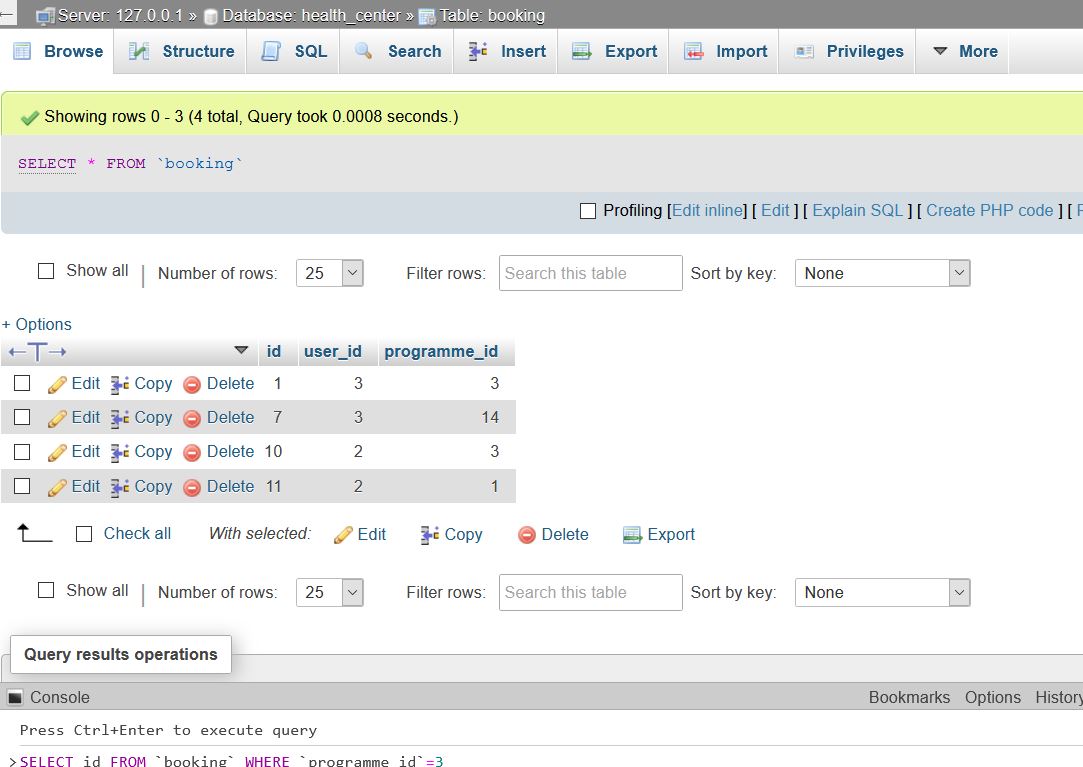 Server: 127.0.0.1 » Database: health_center » Table: booking
Browse Structure SQL Search Insert Export Import Privileges More
Showing rows 0 - 3 (4 total, Query took 0.0008 seconds.)
SELECT * FROM `booking`
Profiling [Edit inline] [ Edit ] [ Explain SQL ] [ Create PHP code ] [
Show all Number of rows: 25 Filter rows: Search this table Sort by key: None
+ Options
←T→ id user_id programme_id
Edit Copy Delete 1 3 3
Edit Copy Delete 7 3 14
Edit Copy Delete 10 2 3
Edit Copy Delete 11 2 1
Check all With selected: Edit Copy Delete Export
Show all Number of rows: 25 Filter rows: Search this table Sort by key: None
Query results operations
Console Bookmarks Options History
Press Ctrl+Enter to execute query
>SELECT id FROM `booking` WHERE `programme_id`=3